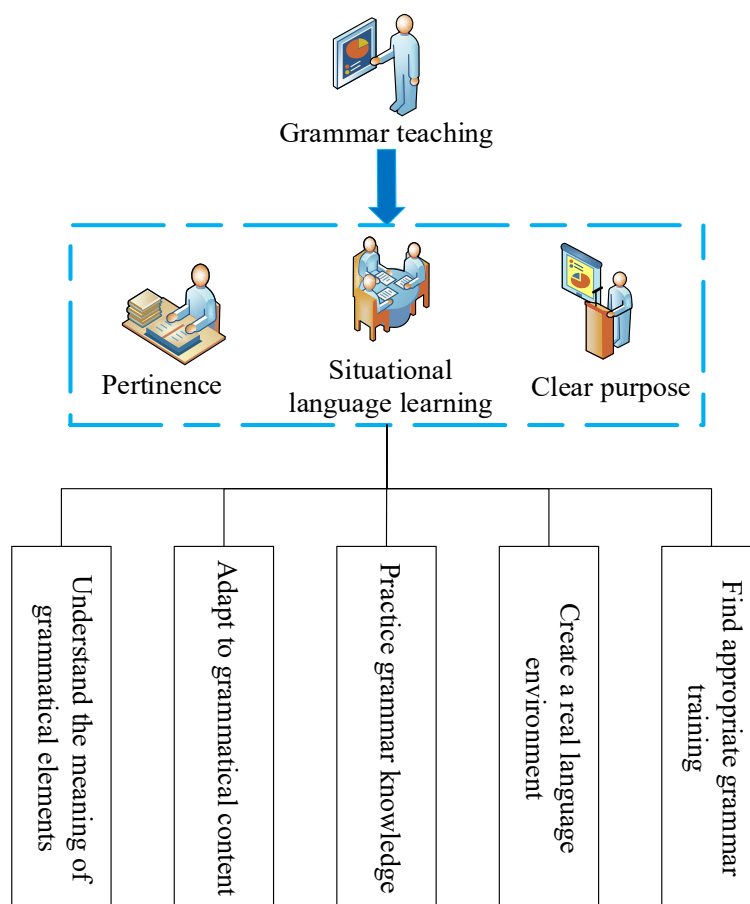 Grammar teaching
Pertinence
Situational
language learning
Clear purpose
Understand the meaning of
grammatical elements
Adapt to grammatical content
Practice grammar knowledge
Create a real language
environment
Find appropriate grammar
training